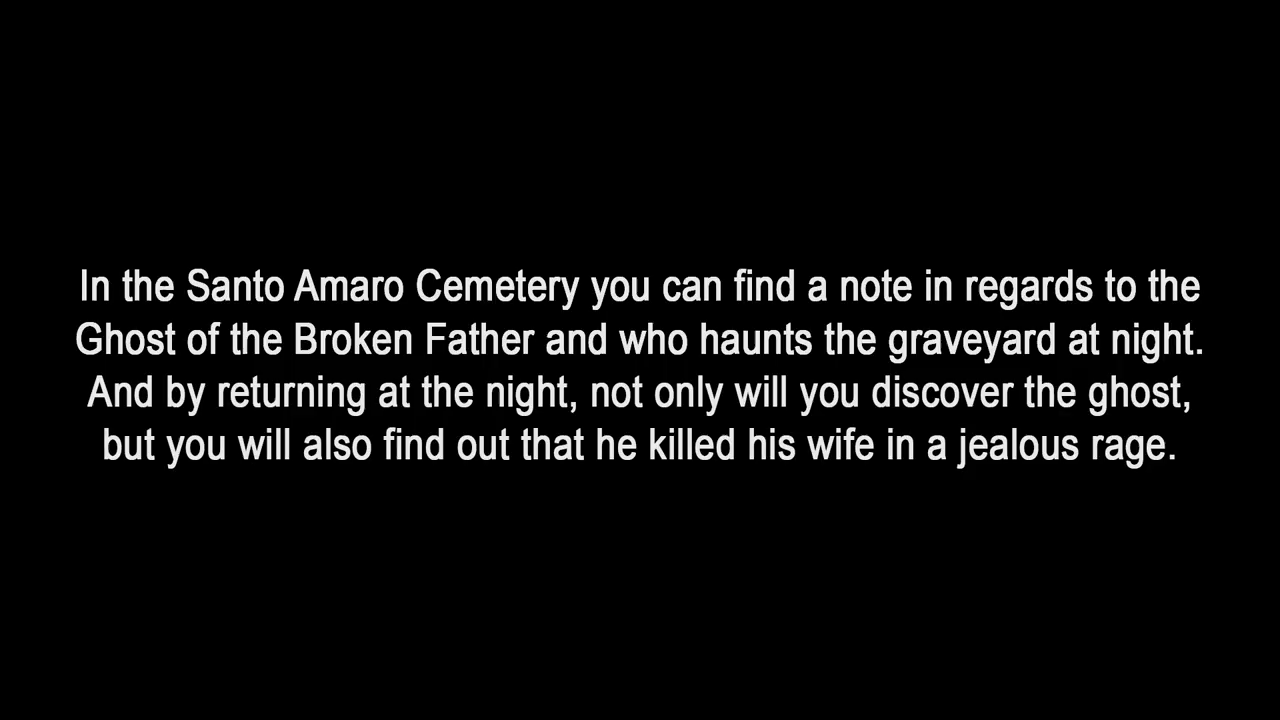 In the Santo Amaro Cemetery you can find a note in regards to the
Ghost of the Broken Father and who haunts the graveyard at night.
And by returning at the night, not only will you discover the ghost,
but you will also find out that he killed his wife in a jealous rage.